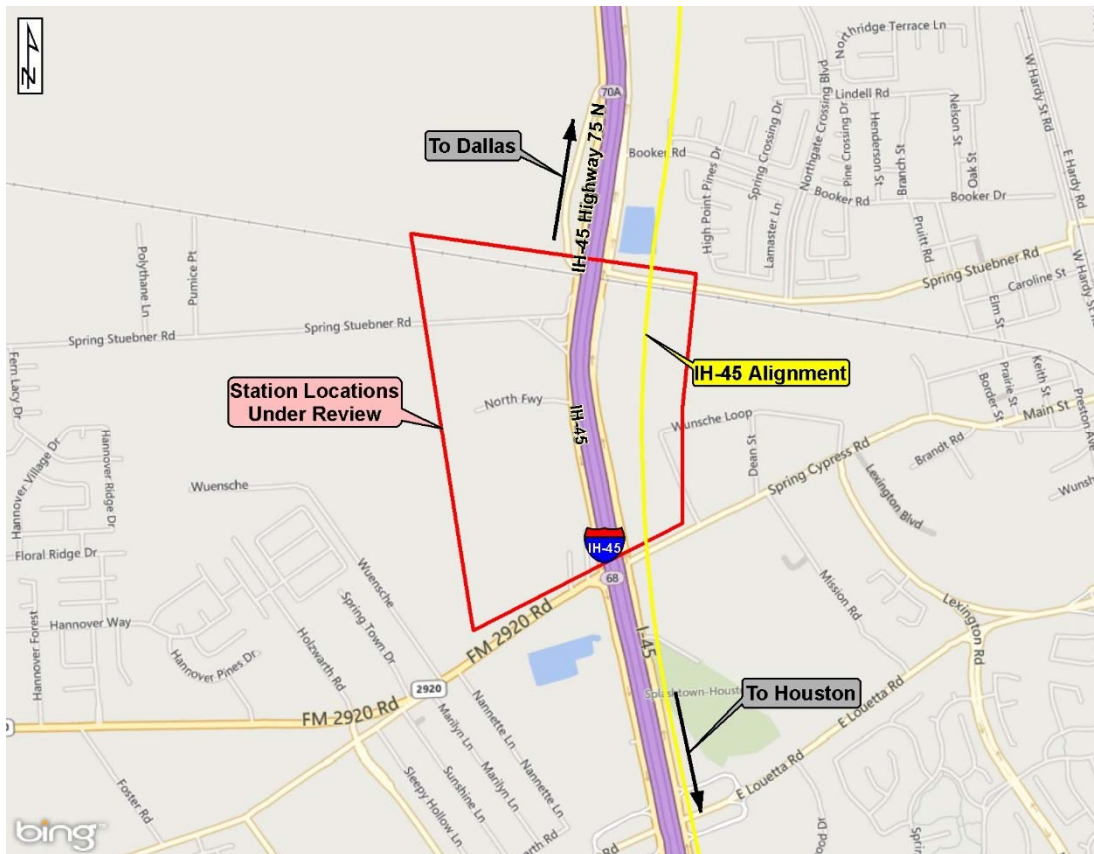 N
Northridge Terrace Ln
W Hardy St Rd
70A
Lindell Rd
IH-45 Highway 75 N
Northgate Crossing Blvd
Spring Crossing Dr
Pine Crossing Dr
Henderson St
Branch St
Nelson St
Oak St
E Hardy Rd
To Dallas
Booker Rd
High Point Pines Dr
Booker Rd
Booker Dr
Lamaster Ln
Pruitt Rd
W Hardy St Rd
Polythane Ln
Pumice Pt
Spring Stuebner Rd
Caroline St
Elm St
Spring Stuebner Rd
Spring Stuebner Rd
IH-45 Alignment
Prairie St
Keith St
Border St
Preston Ave
Fern Lacy Dr
Station Locations
Under Review
North Fwy
IH-45
Wunsche Loop
Main St
Dean St
Brandt Rd
Hannover Village Dr
Hannover Ridge Dr
Spring Cypress Rd
Wuensche
Lexington Blvd
Floral Ridge Dr
IH-45
68
Wuensche
Mission Rd
Hannover Way
Spring Town Dr
FM 2920 Rd
I-45
Lexington Rd
Hannover Forest
Hannover Pines Dr
Holzwarth Rd
2920
To Houston
FM 2920 Rd
Nannette Ln
Marilyn Ln
E Louetta Rd
Foster Rd
Sunshine Ln
Marilyn Ln
Nannette Ln
E Louetta Rd
Sleepy Hollow Ln
bing